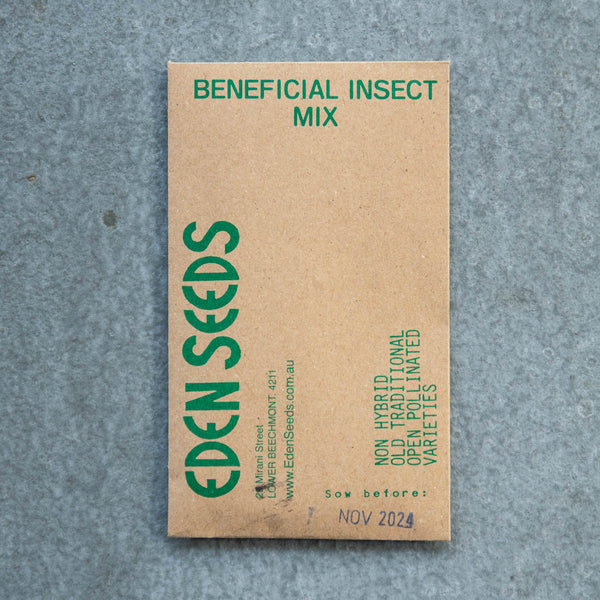 BENEFICIAL INSECT
MIX
EDEN SEEDS
Mirani Street
LOWER BEECHMONT. 4211
www.EdenSeeds.com.au
NON HYBRID
OLD TRADITIONAL
OPEN POLLINATED
VARIETIES
Sow before:
NOV 2024